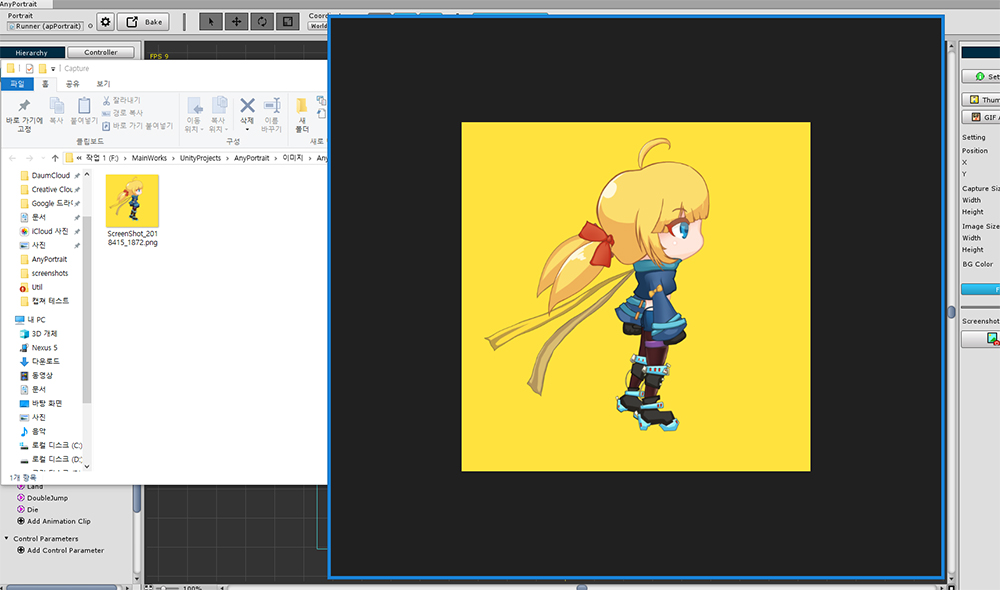 AnyPortrait
Portrait
Runner (apPortrait)
Bake
Hierarchy
Controller
FPS 9
Capture
파일
홈
공유
보기
바로 가기에
고정
복사
붙여넣기
잘라내기
경로 복사
바로 가기 붙여넣기
이동
위치
복사
위치
삭제
이름
바꾸기
새
폴더
클립보드
구성
새로
« 작업 1 (F:) › MainWorks › UnityProjects › AnyPortrait › 이미지 ›
DaumCloud
Creative Clou
Google 드라이
문서
iCloud 사진
사진
AnyPortrait
screenshots
Util
캡쳐 테스트
내 PC
3D 개체
Nexus 5
다운로드
동영상
문서
바탕 화면
사진
음악
로컬 디스크 (C:)
로컬 디스크 (D:)
ScreenShot_201
8415_1872.png
1개 항목
Land
DoubleJump
Die
Add Animation Clip
Control Parameters
Add Control Parameter
100%
Set
Thum
GIF A
Setting
Position
X
Y
Capture Siz
Width
Height
Image Size
Width
Height
BG Color
Screenshot